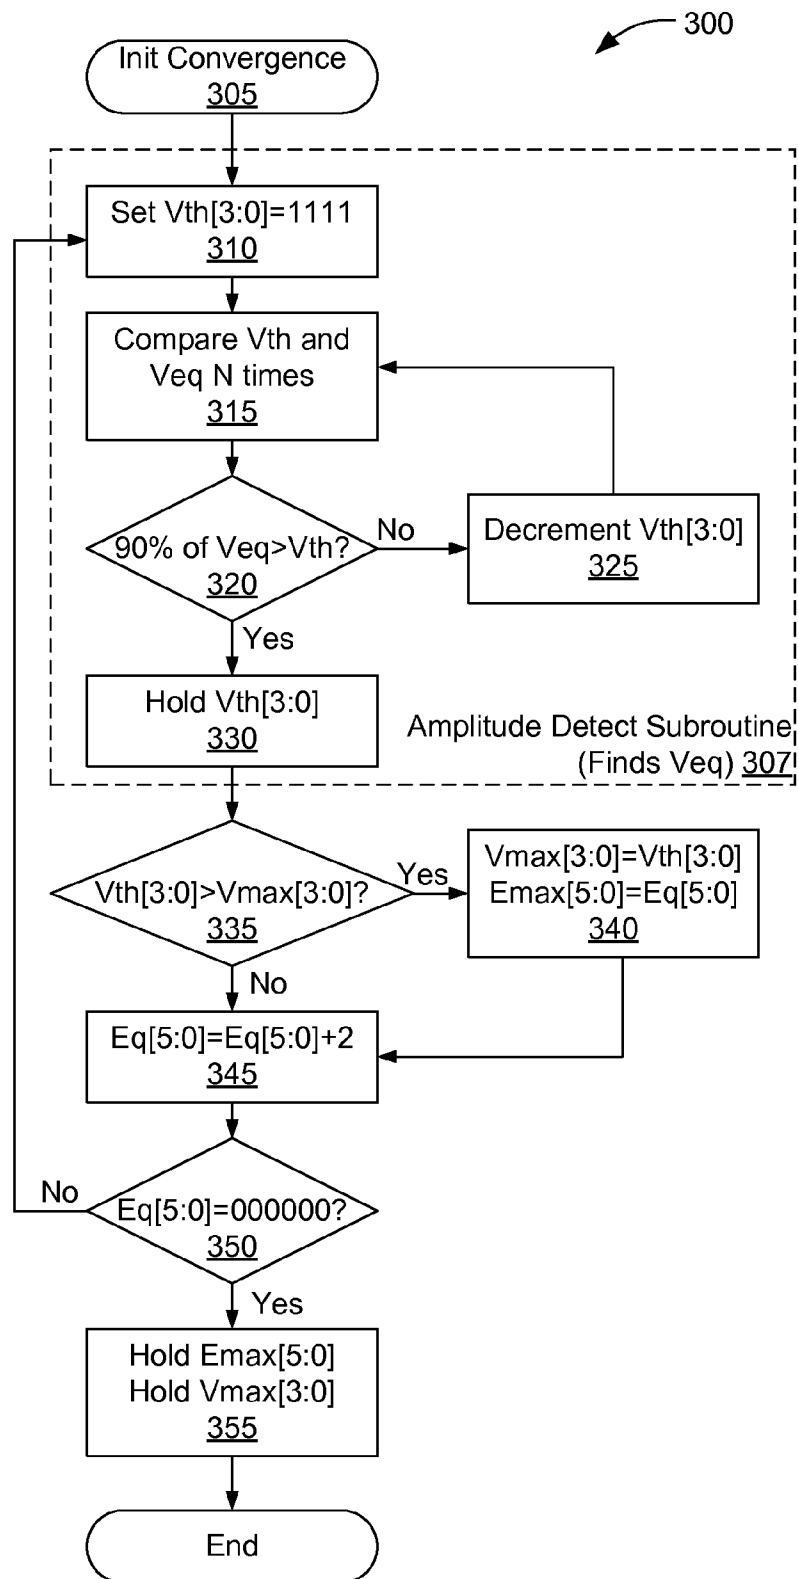 300
Init Convergence
305
Set Vth[3:0]=1111
310
Compare Vth and
Veq N times
315
90% of Veq>Vth?
320
No
Decrement Vth[3:0]
325
Yes
Hold Vth[3:0]
330
Amplitude Detect Subroutine
(Finds Veq) 307
Vth[3:0]>Vmax[3:0]?
335
Yes
Vmax[3:0]=Vth[3:0]
Emax[5:0]=Eq[5:0]
340
No
Eq[5:0]=Eq[5:0]+2
345
No
Eq[5:0]=000000?
350
Yes
Hold Emax[5:0]
Hold Vmax[3:0]
355
End